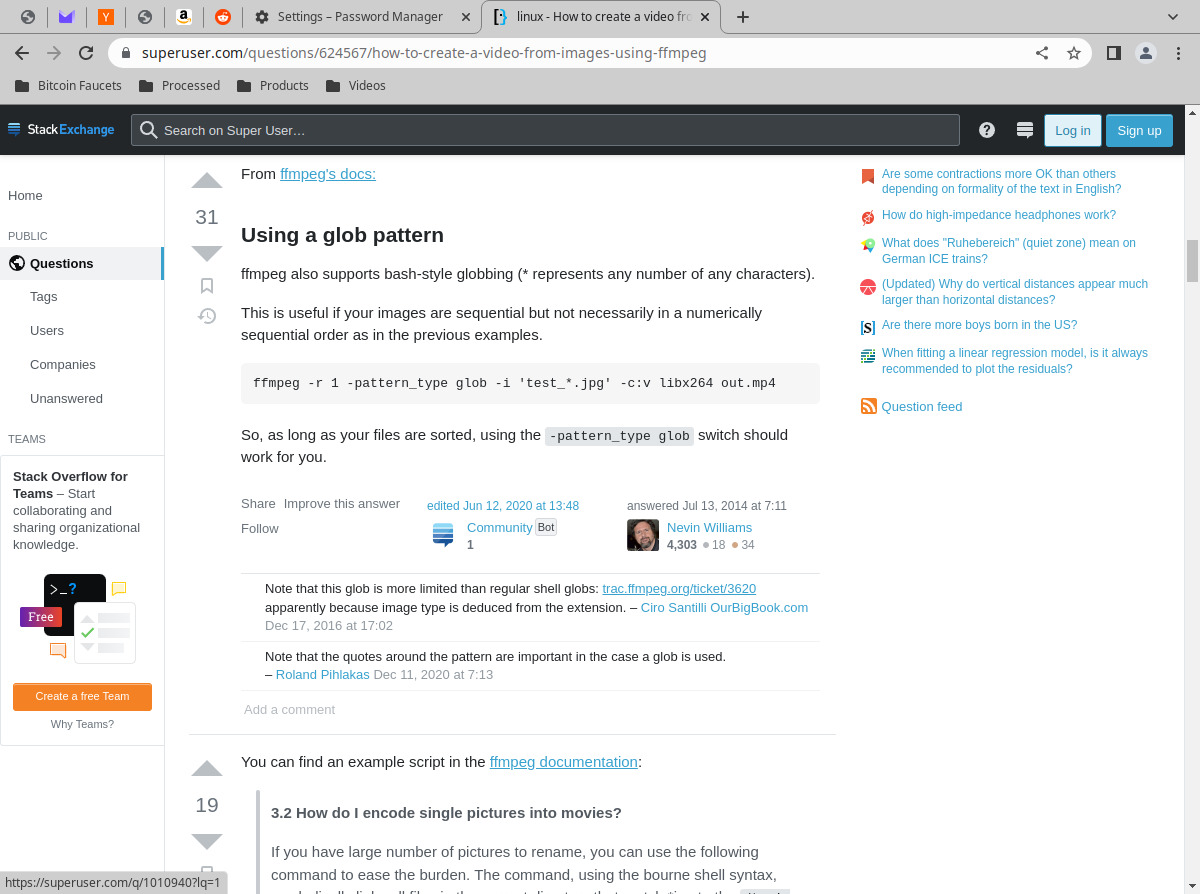 Settings – Password Manager
linux - How to create a video fro
superuser.com/questions/624567/how-to-create-a-video-from-images-using-ffmpeg
Bitcoin Faucets
Processed
Products
Videos
StackExchange
Search on Super User…
Log in
Sign up
Home
PUBLIC
Questions
Tags
Users
Companies
Unanswered
TEAMS
Stack Overflow for
Teams – Start
collaborating and
sharing organizational
knowledge.
>_?
Free
Create a free Team
Why Teams?
31
From ffmpeg's docs:
Using a glob pattern
ffmpeg also supports bash-style globbing (* represents any number of any characters).
This is useful if your images are sequential but not necessarily in a numerically
sequential order as in the previous examples.
ffmpeg -r 1 -pattern_type glob -i 'test_*.jpg' -c:v libx264 out.mp4
So, as long as your files are sorted, using the -pattern_type glob switch should
work for you.
Share Improve this answer
Follow
edited Jun 12, 2020 at 13:48
Community Bot
1
answered Jul 13, 2014 at 7:11
Nevin Williams
4,303 18 34
Note that this glob is more limited than regular shell globs: trac.ffmpeg.org/ticket/3620
apparently because image type is deduced from the extension. – Ciro Santilli OurBigBook.com
Dec 17, 2016 at 17:02
Note that the quotes around the pattern are important in the case a glob is used.
– Roland Pihlakas Dec 11, 2020 at 7:13
Add a comment
19
You can find an example script in the ffmpeg documentation:
3.2 How do I encode single pictures into movies?
If you have large number of pictures to rename, you can use the following
command to ease the burden. The command, using the bourne shell syntax,
Are some contractions more OK than others
depending on formality of the text in English?
How do high-impedance headphones work?
What does "Ruhebereich" (quiet zone) mean on
German ICE trains?
(Updated) Why do vertical distances appear much
larger than horizontal distances?
Are there more boys born in the US?
When fitting a linear regression model, is it always
recommended to plot the residuals?
Question feed
https://superuser.com/q/1010940?lq=1